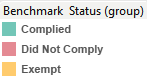 Benchmark Status (group)
Complied
Did Not Comply
Exempt